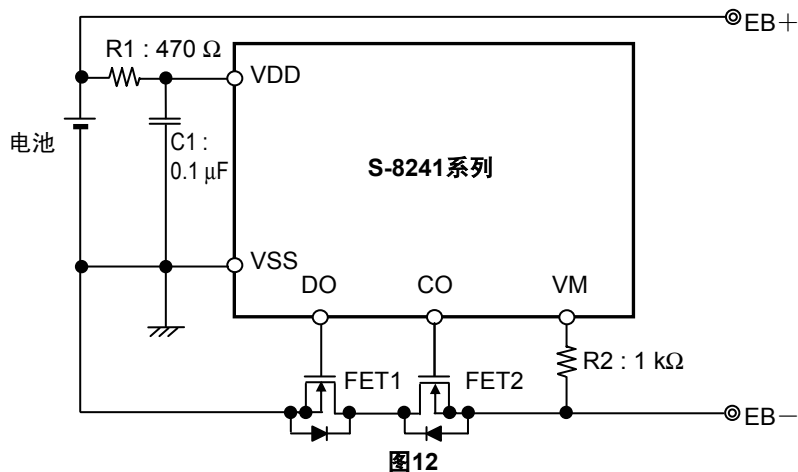 EB＋
R1 : 470 Ω
VDD
电池
C1 :
0.1 μF
S-8241系列
VSS
DO
CO
VM
FET1
FET2
R2 : 1 kΩ
EB－
图12